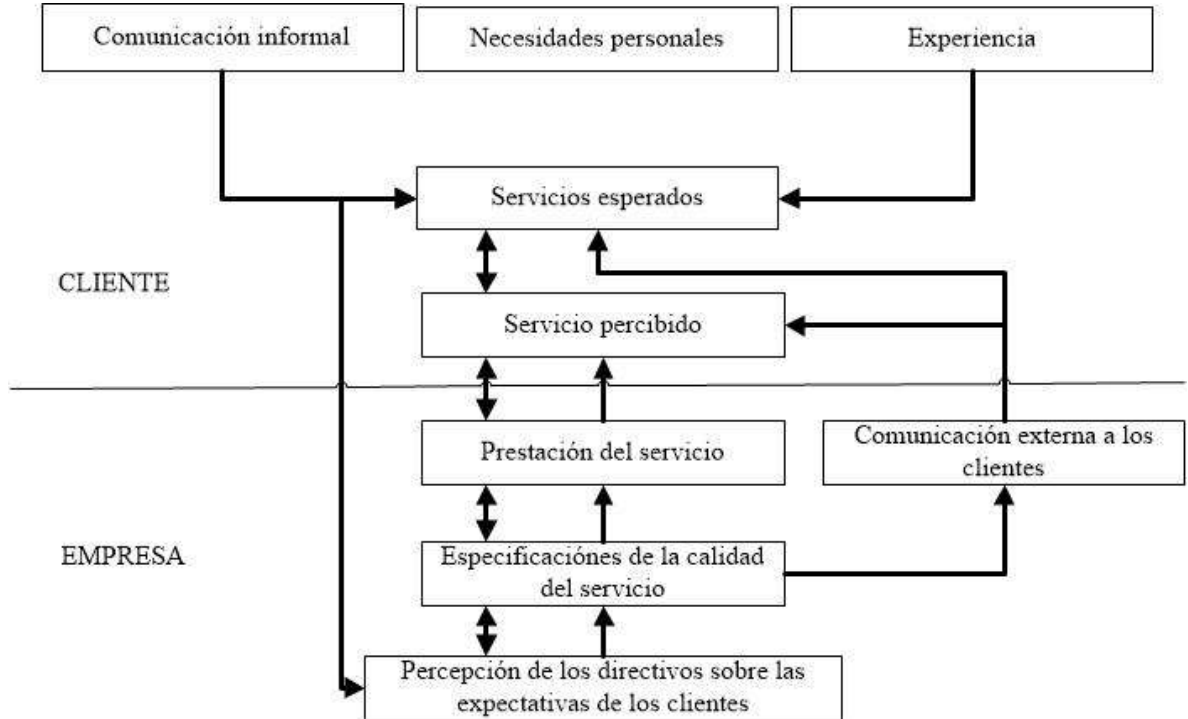 Comunicación informal
Necesidades personales
Experiencia
Servicios esperados
CLIENTE
Servicio percibido
Prestación del servicio
Comunicación externa a los
clientes
EMPRESA
Especificaciónes de la calidad
del servicio
Percepción de los directivos sobre las
expectativas de los clientes